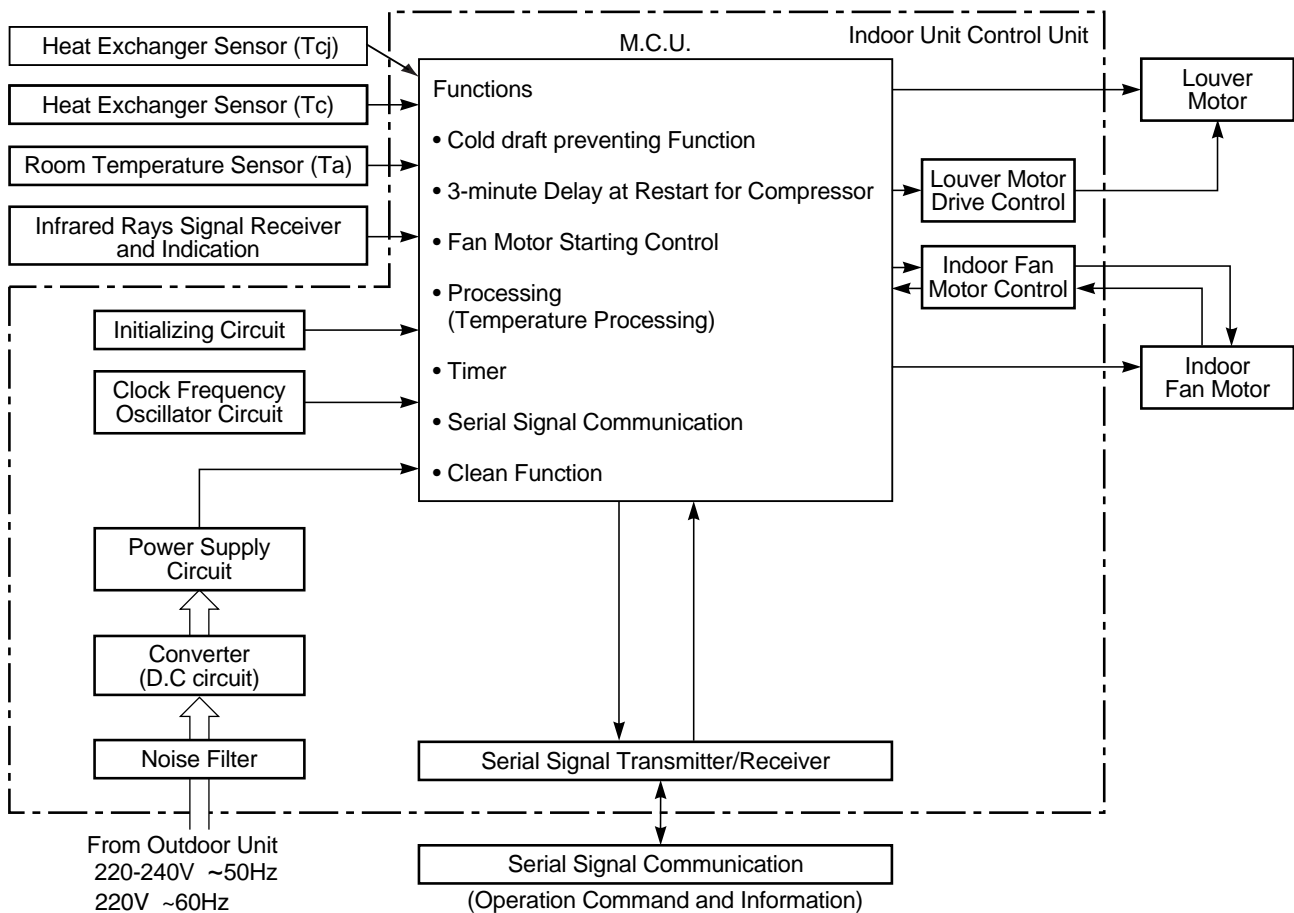 Indoor Unit Control Unit
M.C.U.
Heat Exchanger Sensor (Tcj)
Heat Exchanger Sensor (Tc)
Room Temperature Sensor (Ta)
Infrared Rays Signal Receiver
and Indication
Initializing Circuit
Clock Frequency
Oscillator Circuit
Power Supply
Circuit
Converter
(D.C circuit)
Noise Filter
From Outdoor Unit
220-240V ~50Hz
220V ~60Hz
Functions
• Cold draft preventing Function
• 3-minute Delay at Restart for Compressor
• Fan Motor Starting Control
• Processing
(Temperature Processing)
• Timer
• Serial Signal Communication
• Clean Function
Louver
Motor
Louver Motor
Drive Control
Indoor Fan
Motor Control
Indoor
Fan Motor
Serial Signal Transmitter/Receiver
Serial Signal Communication
(Operation Command and Information)